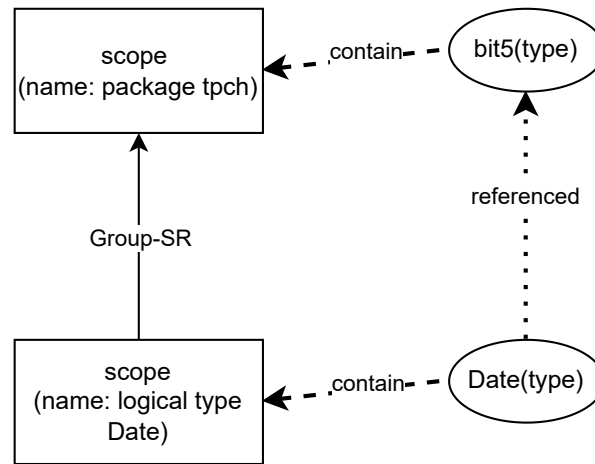 scope
(name: package tpch)
contain
bit5(type)
referenced
Group-SR
scope
(name: logical type
Date)
contain
Date(type)